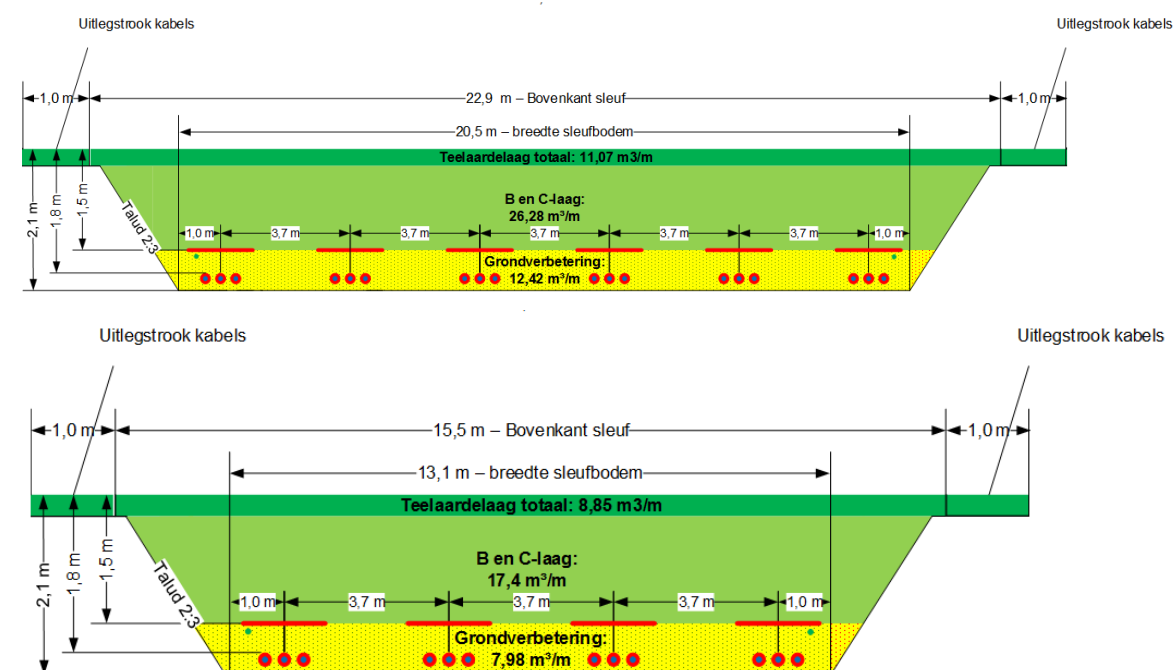 Uitlegstrook kabels
Uitlegstrook kabels
1,0 m
22,9 m – Bovenkant sleuf
1,0 m
20,5 m – breedte sleufbodem
Teelaardelaag totaal: 11,07 m3/m
2,1 m
1,8 m
1,5 m
Talud 2:3
B en C-laag:
26,28 m³/m
1,0 m
3,7 m
3,7 m
3,7 m
3,7 m
3,7 m
1,0 m
Grondverbetering:
12,42 m³/m
Uitlegstrook kabels
Uitlegstrook kabels
1,0 m
15,5 m – Bovenkant sleuf
1,0 m
13,1 m – breedte sleufbodem
Teelaardelaag totaal: 8,85 m3/m
2,1 m
1,8 m
1,5 m
Talud 2:3
B en C-laag:
17,4 m³/m
1,0 m
3,7 m
3,7 m
3,7 m
1,0 m
Grondverbetering:
7,98 m³/m